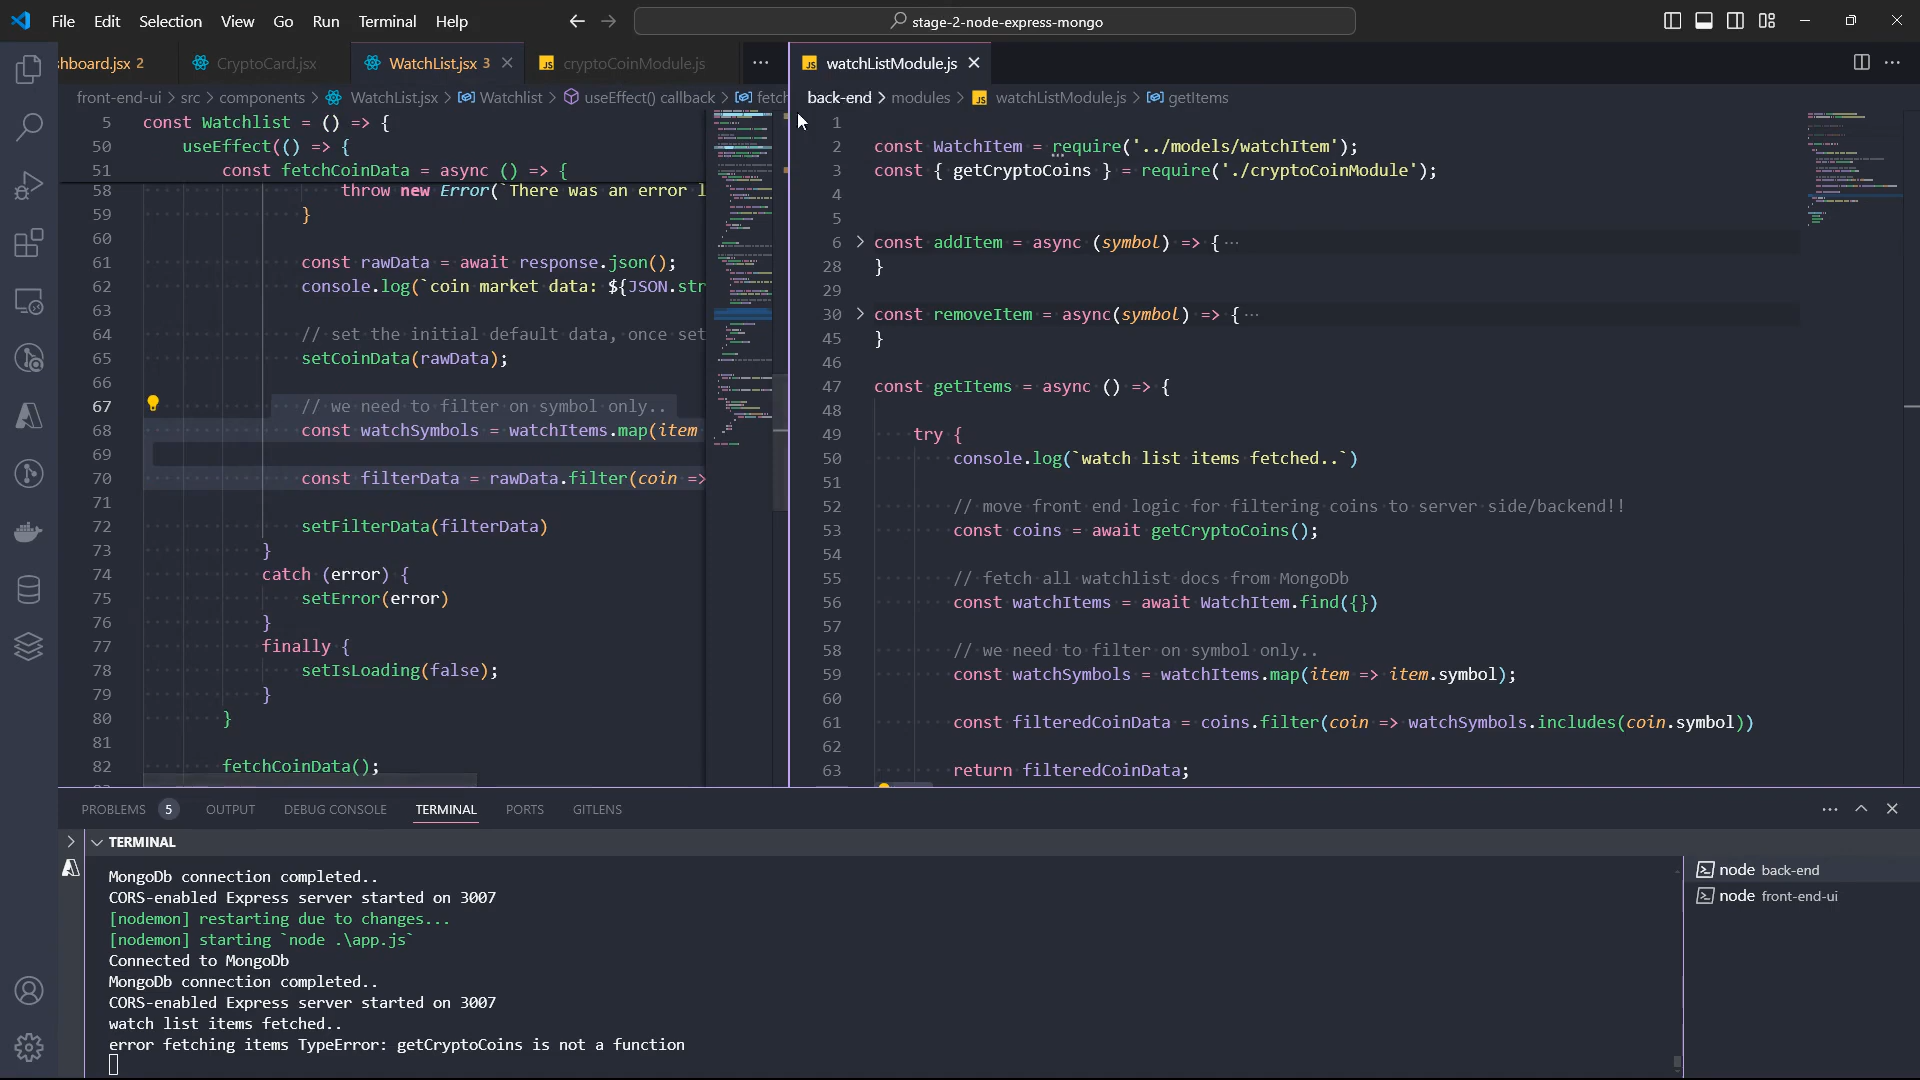 File Edit Selection View Go Run Terminal Help
stage-2-node-express-mongo
hboard.jsx 2
CryptoCard.jsx
WatchList.jsx 3
cryptoCoinModule.js
watchListModule.js
front-end-ui > src > components > WatchList.jsx > Watchlist > useEffect() callback > fetch
back-end > modules > watchListModule.js > getItems
5 const Watchlist = () => {
50 useEffect(() => {
51 const fetchCoinData = async () => {
58 throw new Error(`There was an error l
59 }
60
61 const rawData = await response.json();
62 console.log(`coin market data: ${JSON.str
63
64 // set the initial default data, once set
65 setCoinData(rawData);
66
67 // we need to filter on symbol only..
68 const watchSymbols = watchItems.map(item
69
70 const filterData = rawData.filter(coin =>
71
72 setFilterData(filterData)
73 }
74 catch (error) {
75 setError(error)
76 }
77 finally {
78 setIsLoading(false);
79 }
80 }
81
82 fetchCoinData();
1
2 const WatchItem = require('../models/watchItem');
3 const { getCryptoCoins } = require('./cryptoCoinModule');
4
5
6 const addItem = async (symbol) => { ...
28 }
29
30 const removeItem = async(symbol) => { ...
45 }
46
47 const getItems = async () => {
48
49 try {
50 console.log(`watch list items fetched..`)
51
52 // move front end logic for filtering coins to server side/backend!!
53 const coins = await getCryptoCoins();
54
55 // fetch all watchlist docs from MongoDb
56 const watchItems = await WatchItem.find({})
57
58 // we need to filter on symbol only..
59 const watchSymbols = watchItems.map(item => item.symbol);
60
61 const filteredCoinData = coins.filter(coin => watchSymbols.includes(coin.symbol))
62
63 return filteredCoinData;
PROBLEMS 5 OUTPUT DEBUG CONSOLE TERMINAL PORTS GITLENS
TERMINAL
MongoDb connection completed..
CORS-enabled Express server started on 3007
[nodemon] restarting due to changes...
[nodemon] starting `node .\app.js`
Connected to MongoDb
MongoDb connection completed..
CORS-enabled Express server started on 3007
watch list items fetched..
error fetching items TypeError: getCryptoCoins is not a function
node back-end
node front-end-ui